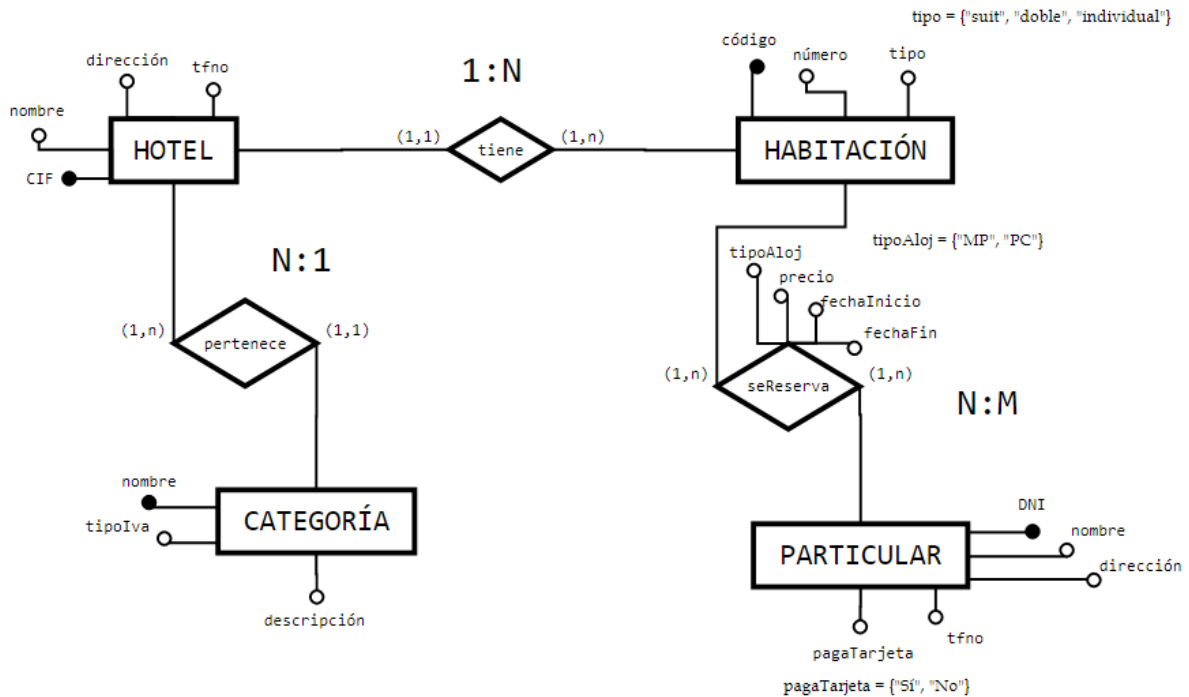 tipo = {"suit", "doble", "individual"}
código
número
tipo
dirección
tfno
1:N
nombre
HOTEL
(1,1)
tiene
(1,n)
HABITACIÓN
CIF
tipoAloj = {"MP", "PC"}
N:1
tipoAloj
precio
fechaInicio
fechaFin
(1,n)
pertenece
(1,1)
(1,n)
seReserva
(1,n)
N:M
nombre
tipoIva
CATEGORÍA
descripción
DNI
nombre
PARTICULAR
dirección
tfno
pagaTarjeta
pagaTarjeta = {"Sí", "No"}